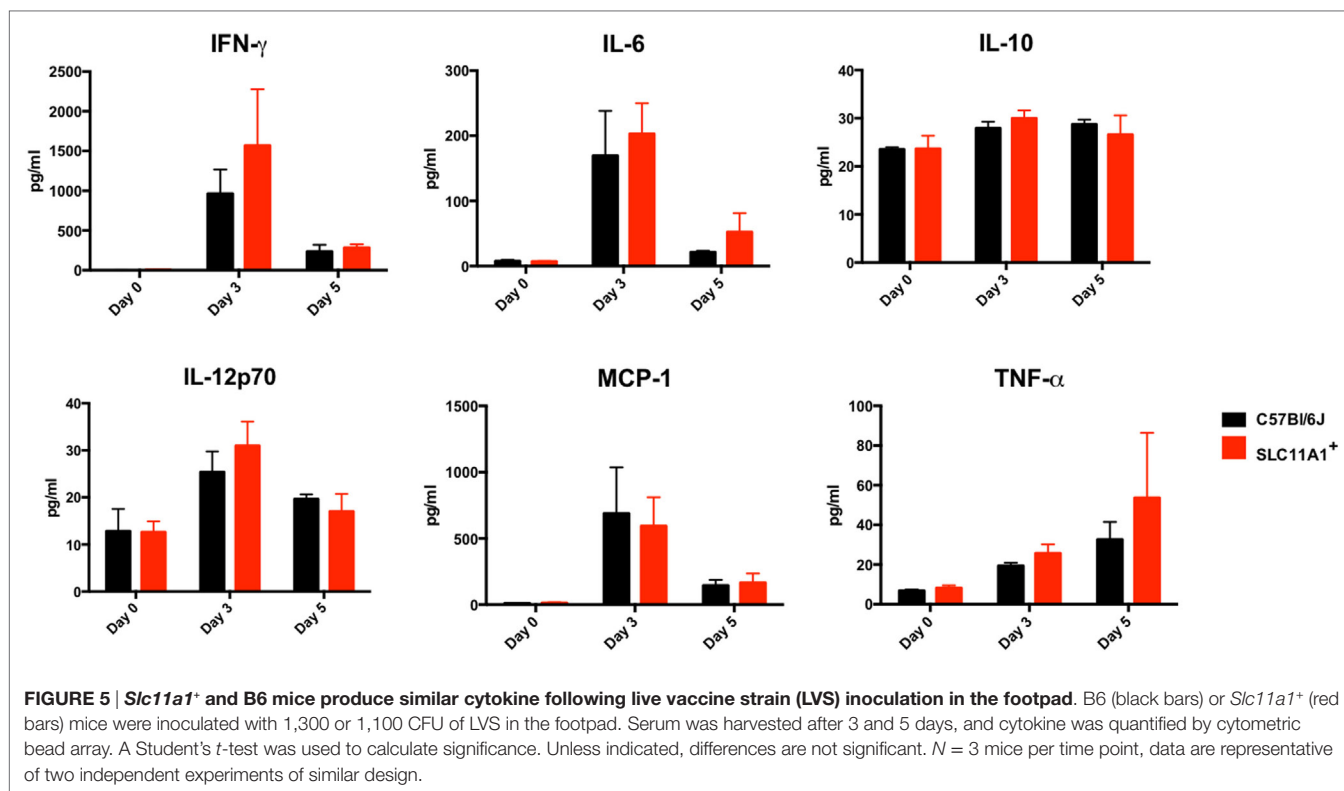 IFN-γ
2500
2000
1500
1000
500
0
pg/ml
Day 0
Day 3
Day 5
IL-6
300
200
100
0
pg/ml
Day 0
Day 3
Day 5
IL-10
40
30
20
10
0
pg/ml
Day 0
Day 3
Day 5
IL-12p70
40
30
20
10
0
pg/ml
Day 0
Day 3
Day 5
MCP-1
1500
1000
500
0
pg/ml
Day 0
Day 3
Day 5
TNF-α
100
80
60
40
20
0
pg/ml
Day 0
Day 3
Day 5
C57Bl/6J
SLC11A1+
FIGURE 5 | Slc11a1+ and B6 mice produce similar cytokine following live vaccine strain (LVS) inoculation in the footpad. B6 (black bars) or Slc11a1+ (red
bars) mice were inoculated with 1,300 or 1,100 CFU of LVS in the footpad. Serum was harvested after 3 and 5 days, and cytokine was quantified by cytometric
bead array. A Student's t-test was used to calculate significance. Unless indicated, differences are not significant. N = 3 mice per time point, data are representative
of two independent experiments of similar design.